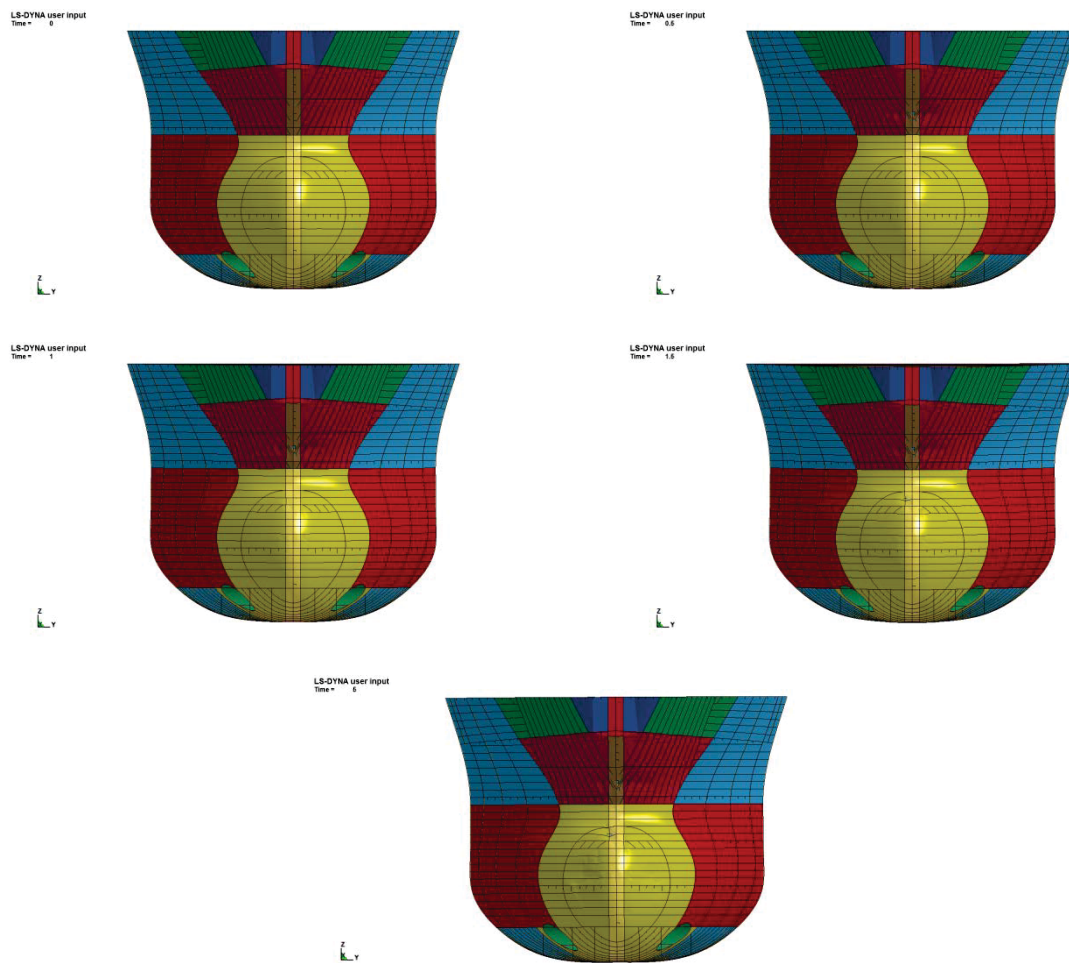 LS-DYNA user input
Time = 0
LS-DYNA user input
Time = 0.5
Z
Y
Z
Y
LS-DYNA user input
Time = 1
LS-DYNA user input
Time = 1.5
Z
Y
Z
Y
LS-DYNA user input
Time = 5
Z
Y